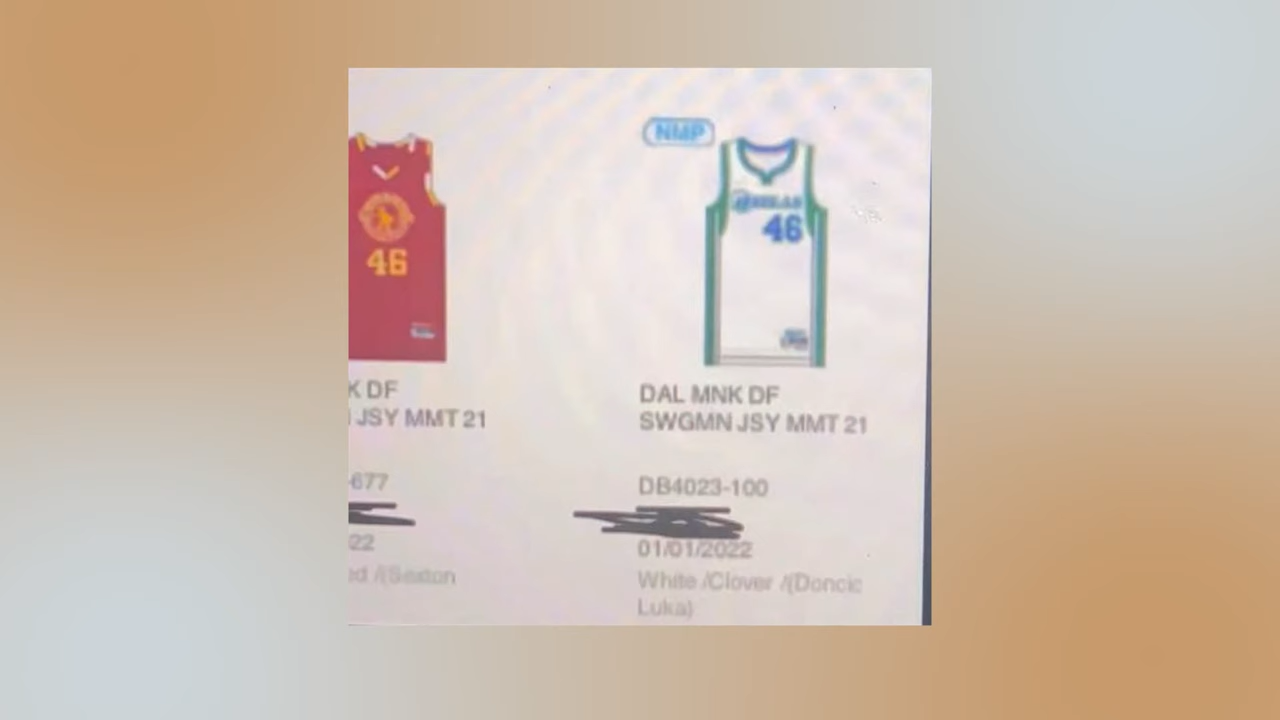 NMP
46
46
K DF
JSY MMT 21
DAL MNK DF
SWGMN JSY MMT 21
-677
DB4023-100
22
01/01/2022
ed /(Sexton
White /Clover /(Doncic
Luka)